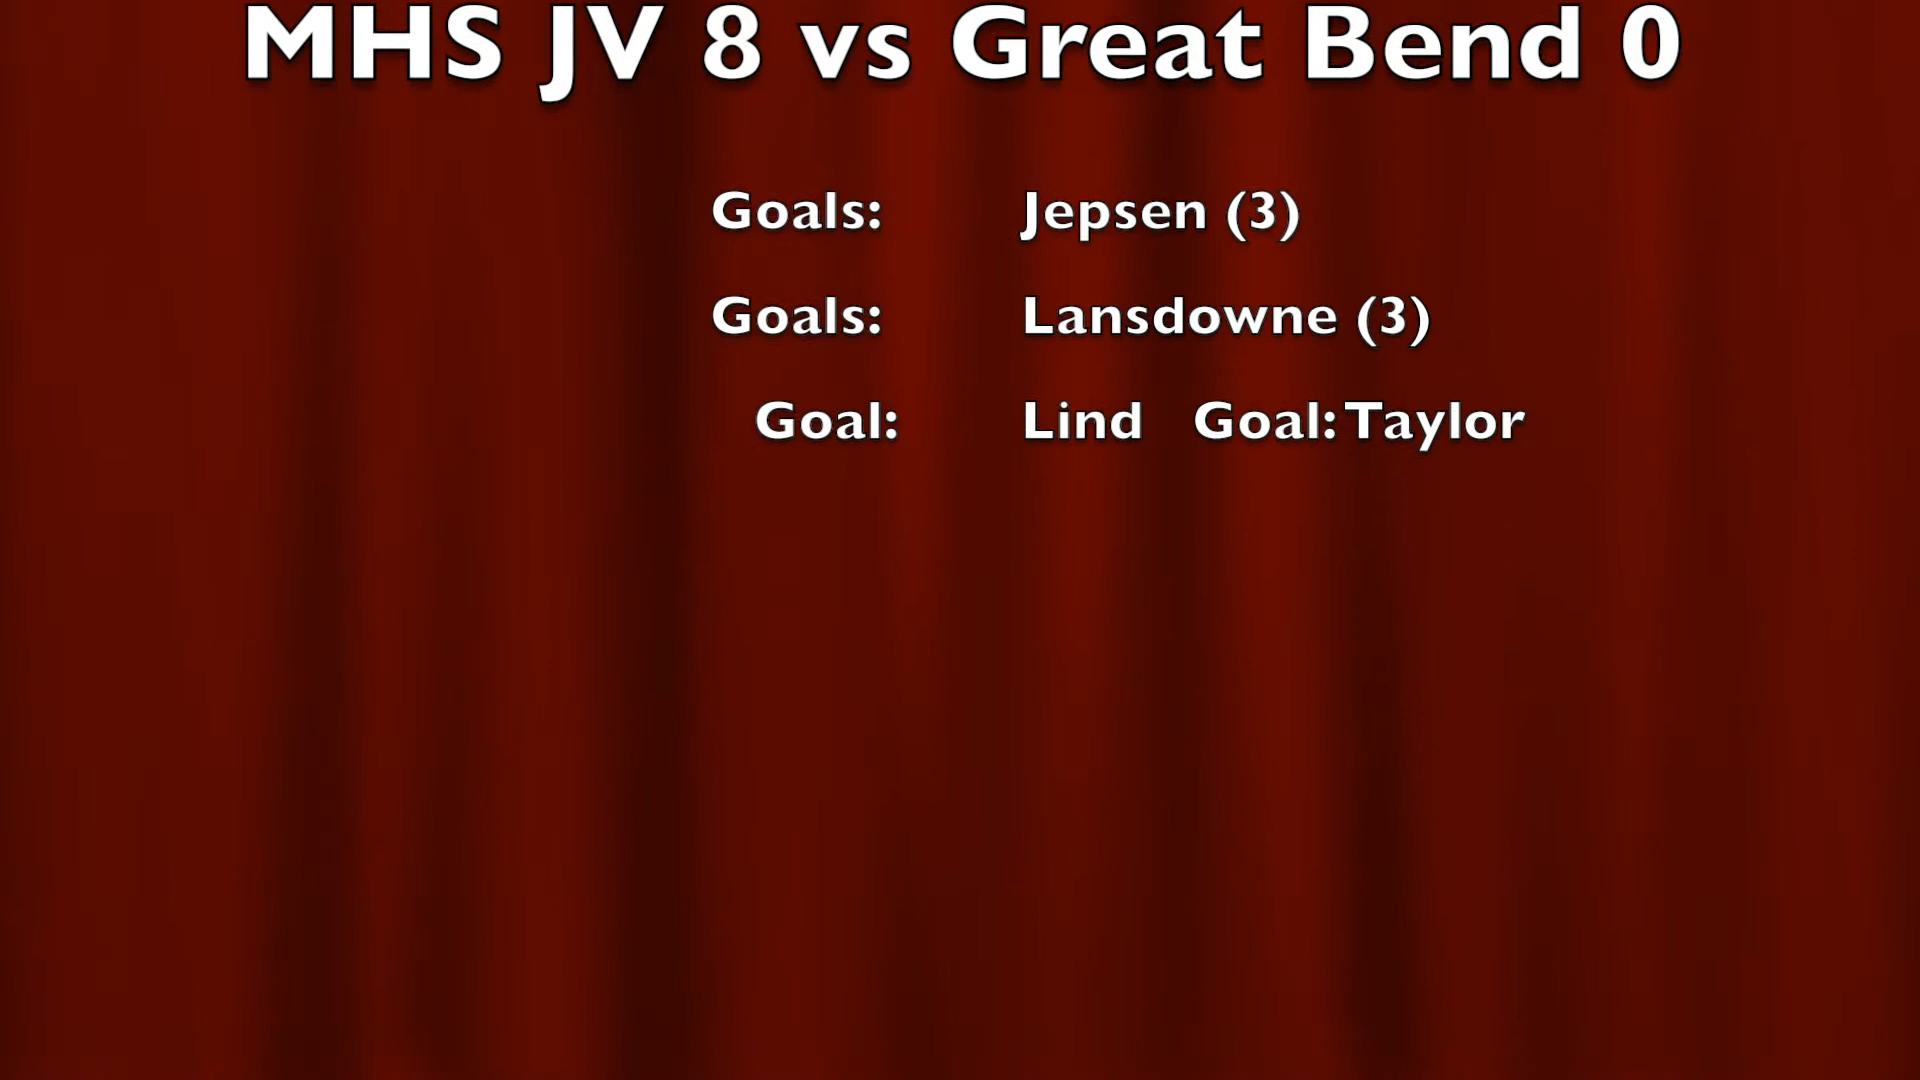 MHS JV 8 vs Great Bend 0
Goals: Jepsen (3)
Goals: Lansdowne (3)
Goal: Lind Goal: Taylor